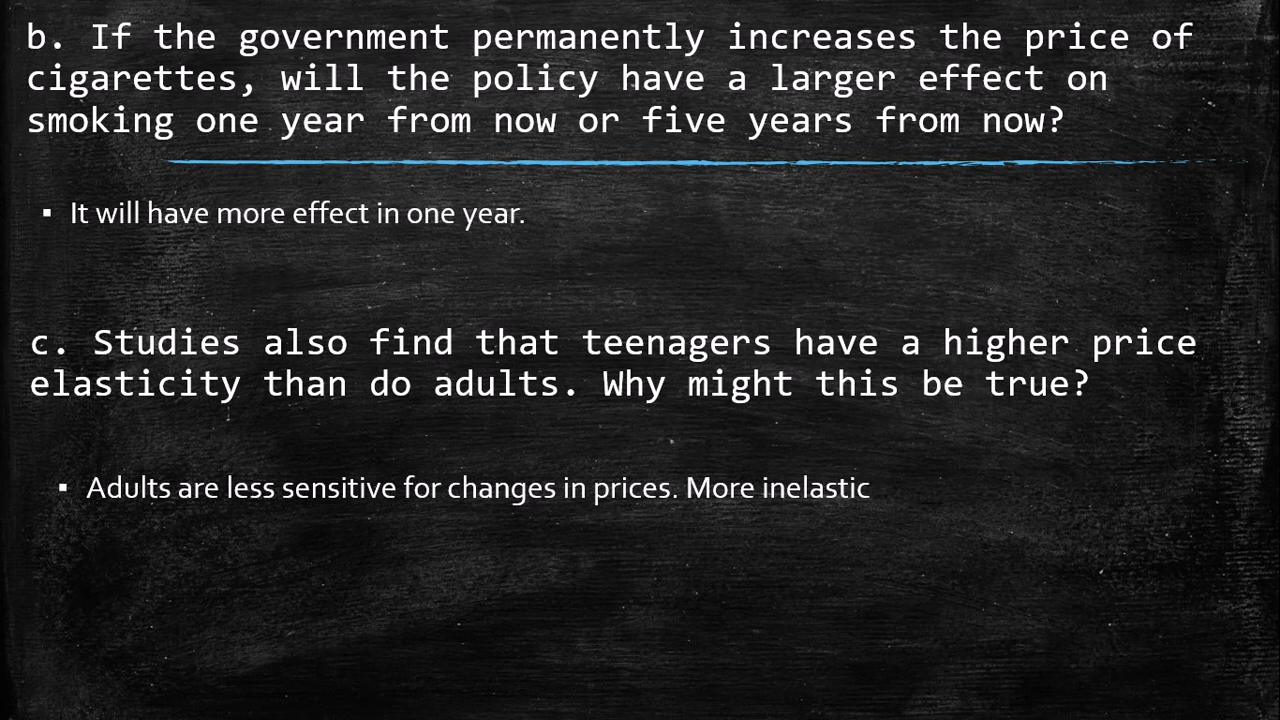 b. If the government permanently increases the price of
cigarettes, will the policy have a larger effect on
smoking one year from now or five years from now?
▪ It will have more effect in one year.
c. Studies also find that teenagers have a higher price
elasticity than do adults. Why might this be true?
▪ Adults are less sensitive for changes in prices. More inelastic